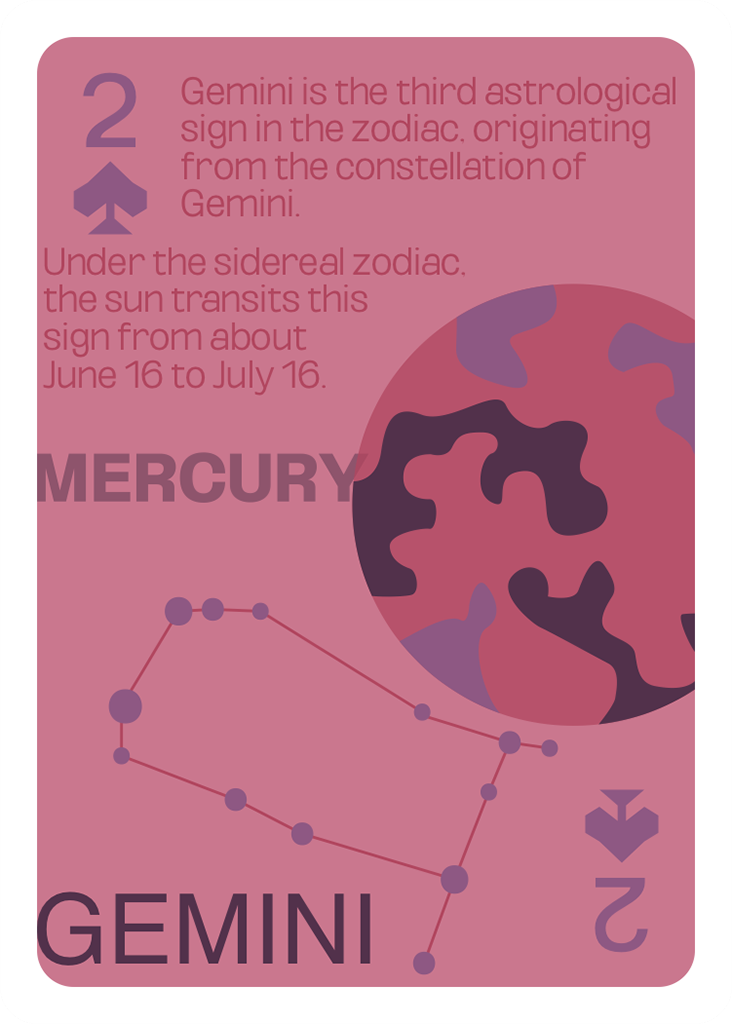 2
Gemini is the third astrological
sign in the zodiac, originating
from the constellation of
Gemini.
Under the sidereal zodiac,
the sun transits this
sign from about
June 16 to July 16.
MERCURY
GEMINI
2